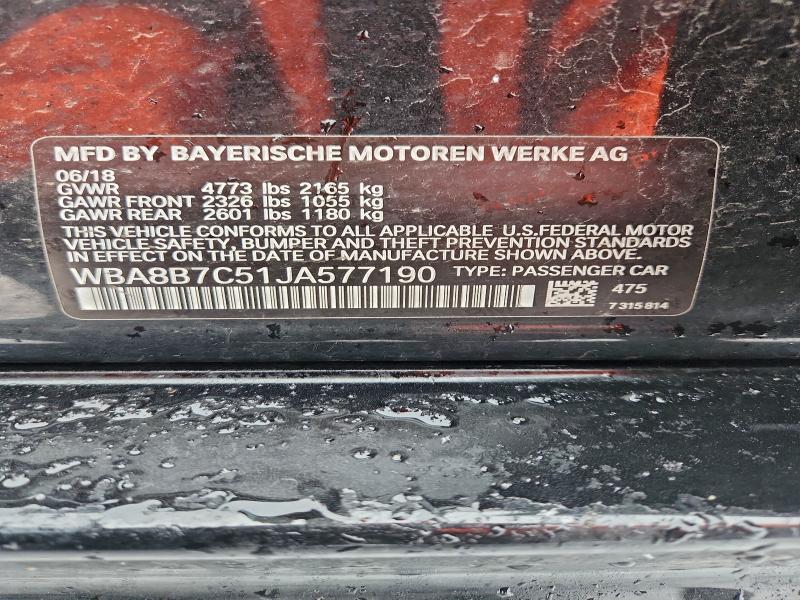 MFD BY BAYERISCHE MOTOREN WERKE AG
06/18
GVWR 4773 lbs 2165 kg
GAWR FRONT 2326 lbs 1055 kg
GAWR REAR 2601 lbs 1180 kg
THIS VEHICLE CONFORMS TO ALL APPLICABLE U.S.FEDERAL MOTOR
VEHICLE SAFETY, BUMPER AND THEFT PREVENTION STANDARDS
IN EFFECT ON THE DATE OF MANUFACTURE SHOWN ABOVE.
WBA8B7C51JA577190 TYPE: PASSENGER CAR
475
7 315 814